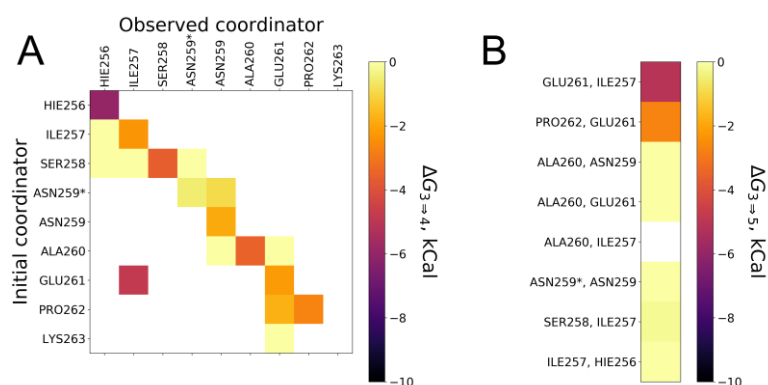 A
Observed coordinator
HIE256
ILE257
SER258
ASN259*
ASN259
ALA260
GLU261
PRO262
LYS263
Initial coordinator
HIE256
ILE257
SER258
ASN259*
ASN259
ALA260
GLU261
PRO262
LYS263
0
−2
−4
−6
−8
−10
ΔG3⇒4, kCal
B
GLU261, ILE257
PRO262, GLU261
ALA260, ASN259
ALA260, GLU261
ALA260, ILE257
ASN259*, ASN259
SER258, ILE257
ILE257, HIE256
0
−2
−4
−6
−8
−10
ΔG3⇒5, kCal